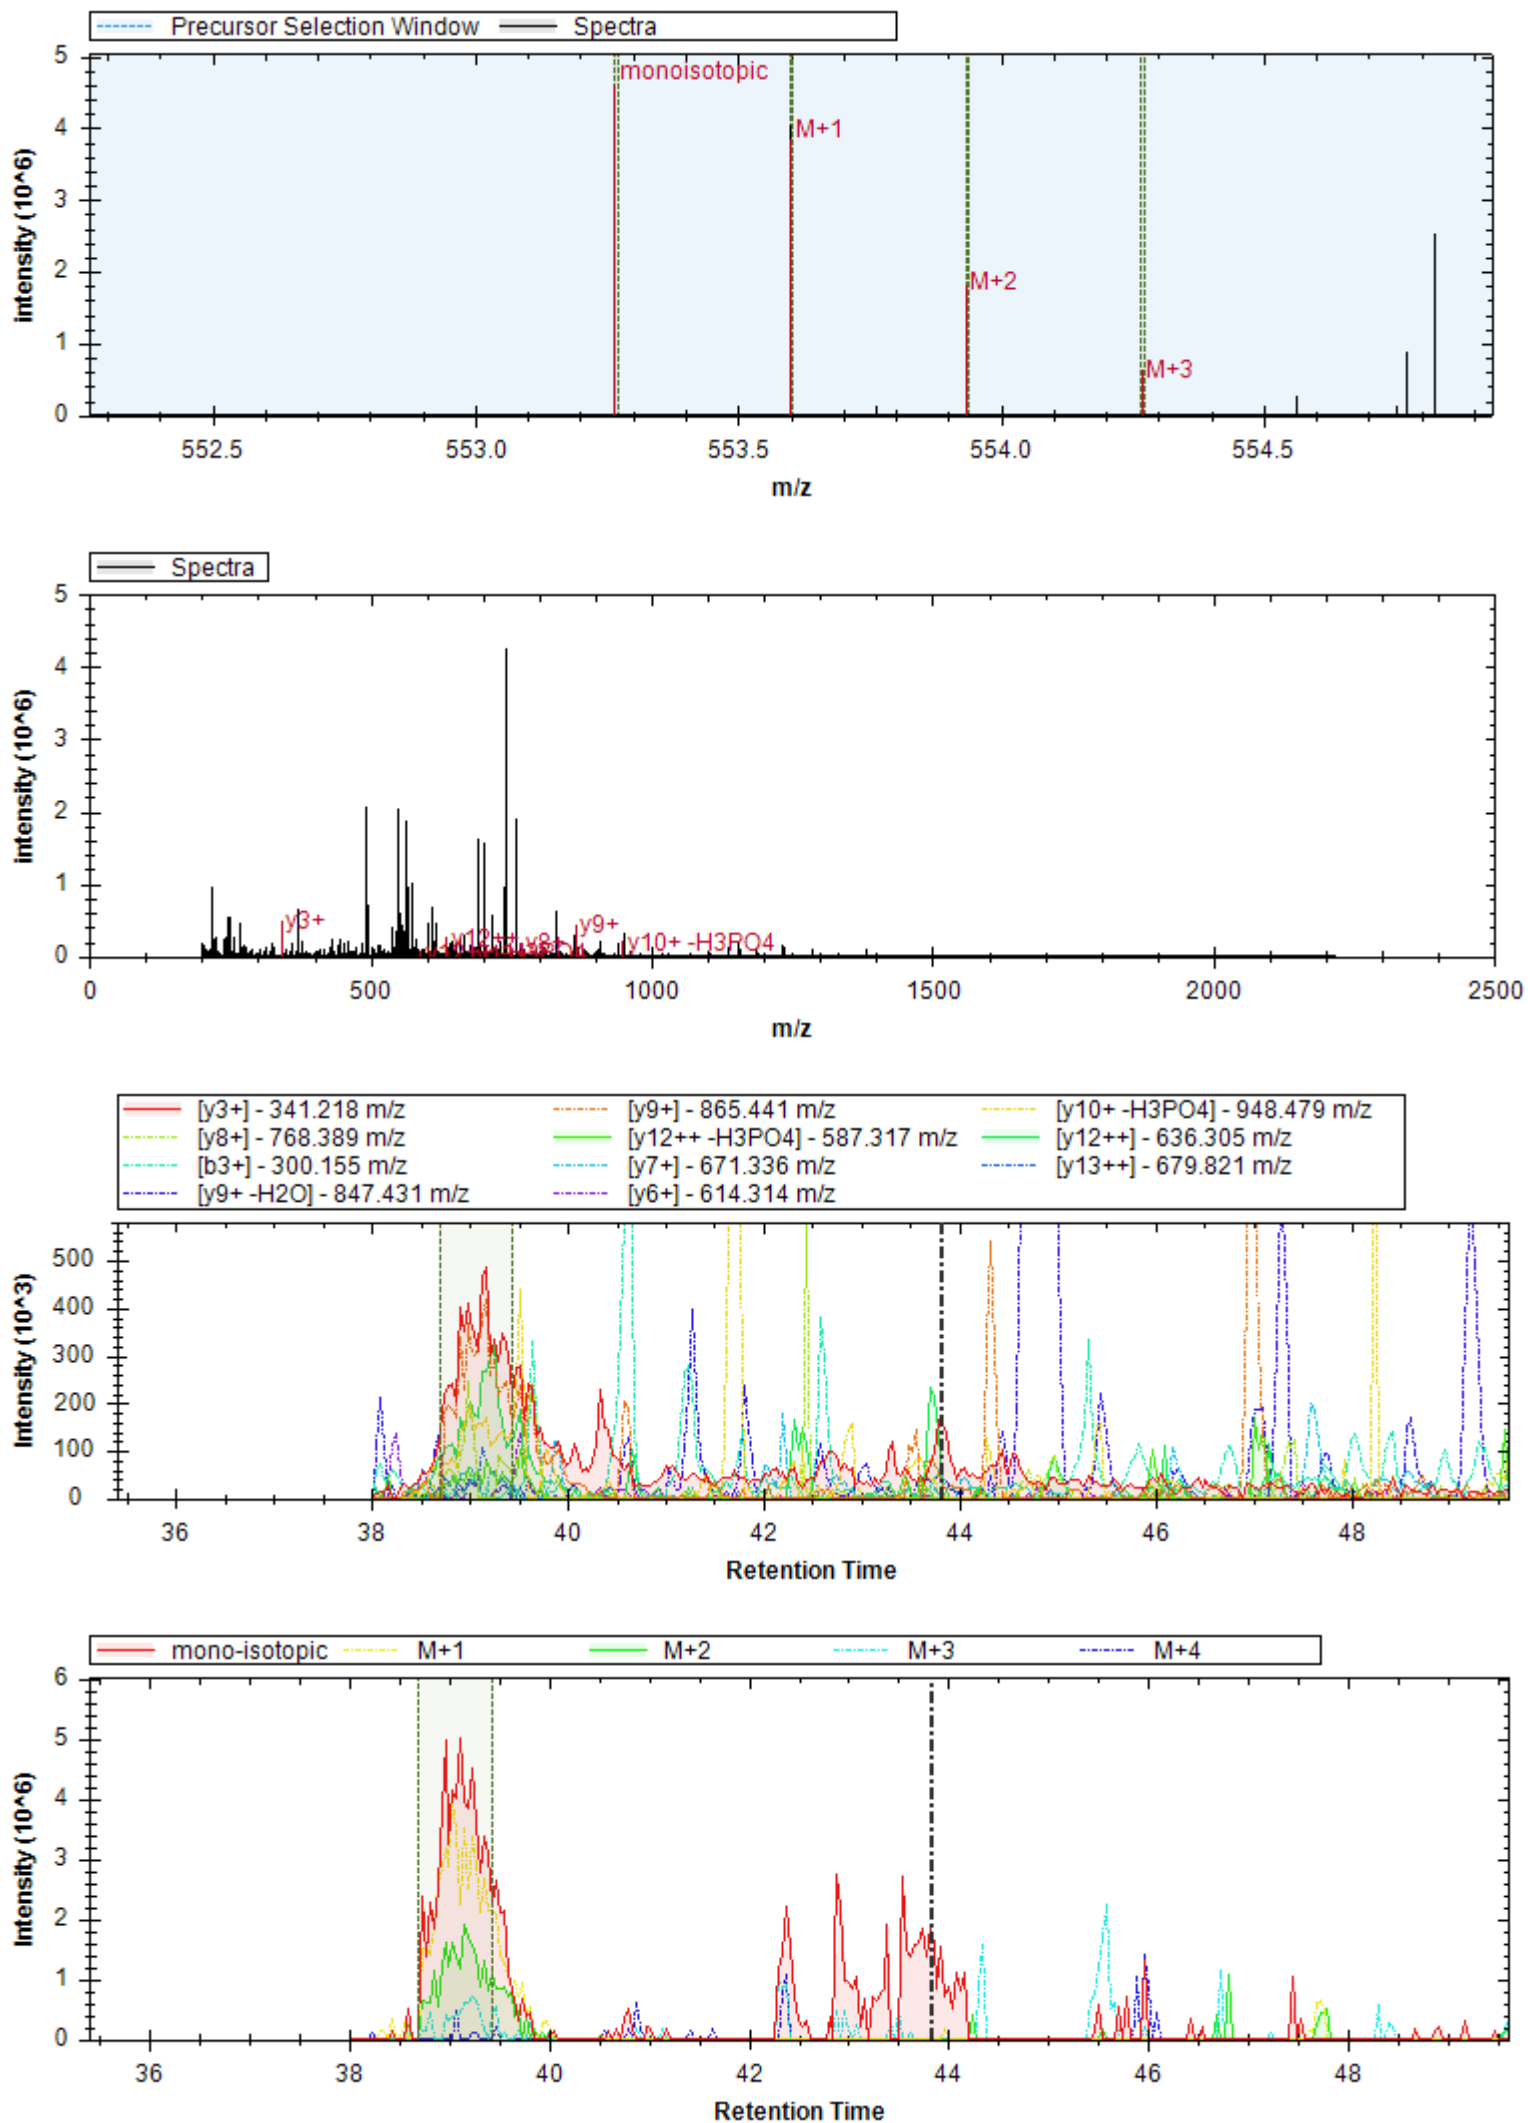 Precursor Selection Window Spectra
5
monoisotopic
4
M+1
3
2
M+2
1
M+3
0
552.5 553.0 553.5 554.0 554.5
intensity (10^6)
m/z
Spectra
5
4
3
2
1
0
y3+ y12++ y8+ y9+ y10+ -H3PO4
0 500 1000 1500 2000 2500
intensity (10^6)
m/z
[y3+] - 341.218 m/z [y9+] - 865.441 m/z [y10+ -H3PO4] - 948.479 m/z
[y8+] - 768.389 m/z [y12++ -H3PO4] - 587.317 m/z [y12++] - 636.305 m/z
[b3+] - 300.155 m/z [y7+] - 671.336 m/z [y13++] - 679.821 m/z
[y9+ -H2O] - 847.431 m/z [y6+] - 614.314 m/z
500
400
300
200
100
0
36 38 40 42 44 46 48
Intensity (10^3)
Retention Time
mono-isotopic M+1 M+2 M+3 M+4
6
5
4
3
2
1
0
36 38 40 42 44 46 48
Intensity (10^6)
Retention Time